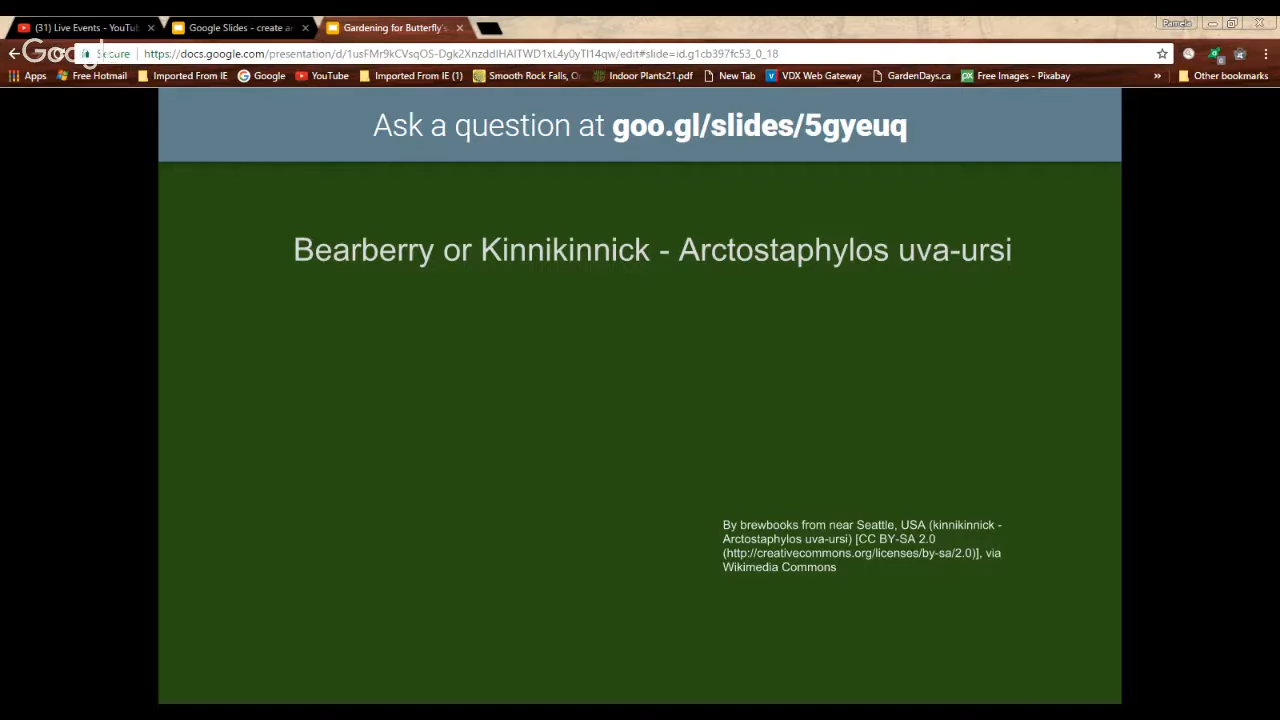 (31) Live Events - YouTu
Google Slides - create an
Gardening for Butterfly's
Pamela
Secure
https://docs.google.com/presentation/d/1usFMr9kCVsqOS-Dgk2XnzddIHAITWD1xL4y0yTl14qw/edit#slide=id.g1cb397fc53_0_18
Apps
Free Hotmail
Imported From IE
Google
YouTube
Imported From IE (1)
Smooth Rock Falls, O
Indoor Plants21.pdf
New Tab
VDX Web Gateway
GardenDays.ca
Free Images - Pixabay
»
Other bookmarks
Ask a question at goo.gl/slides/5gyeuq
Bearberry or Kinnikinnick - Arctostaphylos uva-ursi
By brewbooks from near Seattle, USA (kinnikinnick -
Arctostaphylos uva-ursi) [CC BY-SA 2.0
(http://creativecommons.org/licenses/by-sa/2.0)], via
Wikimedia Commons